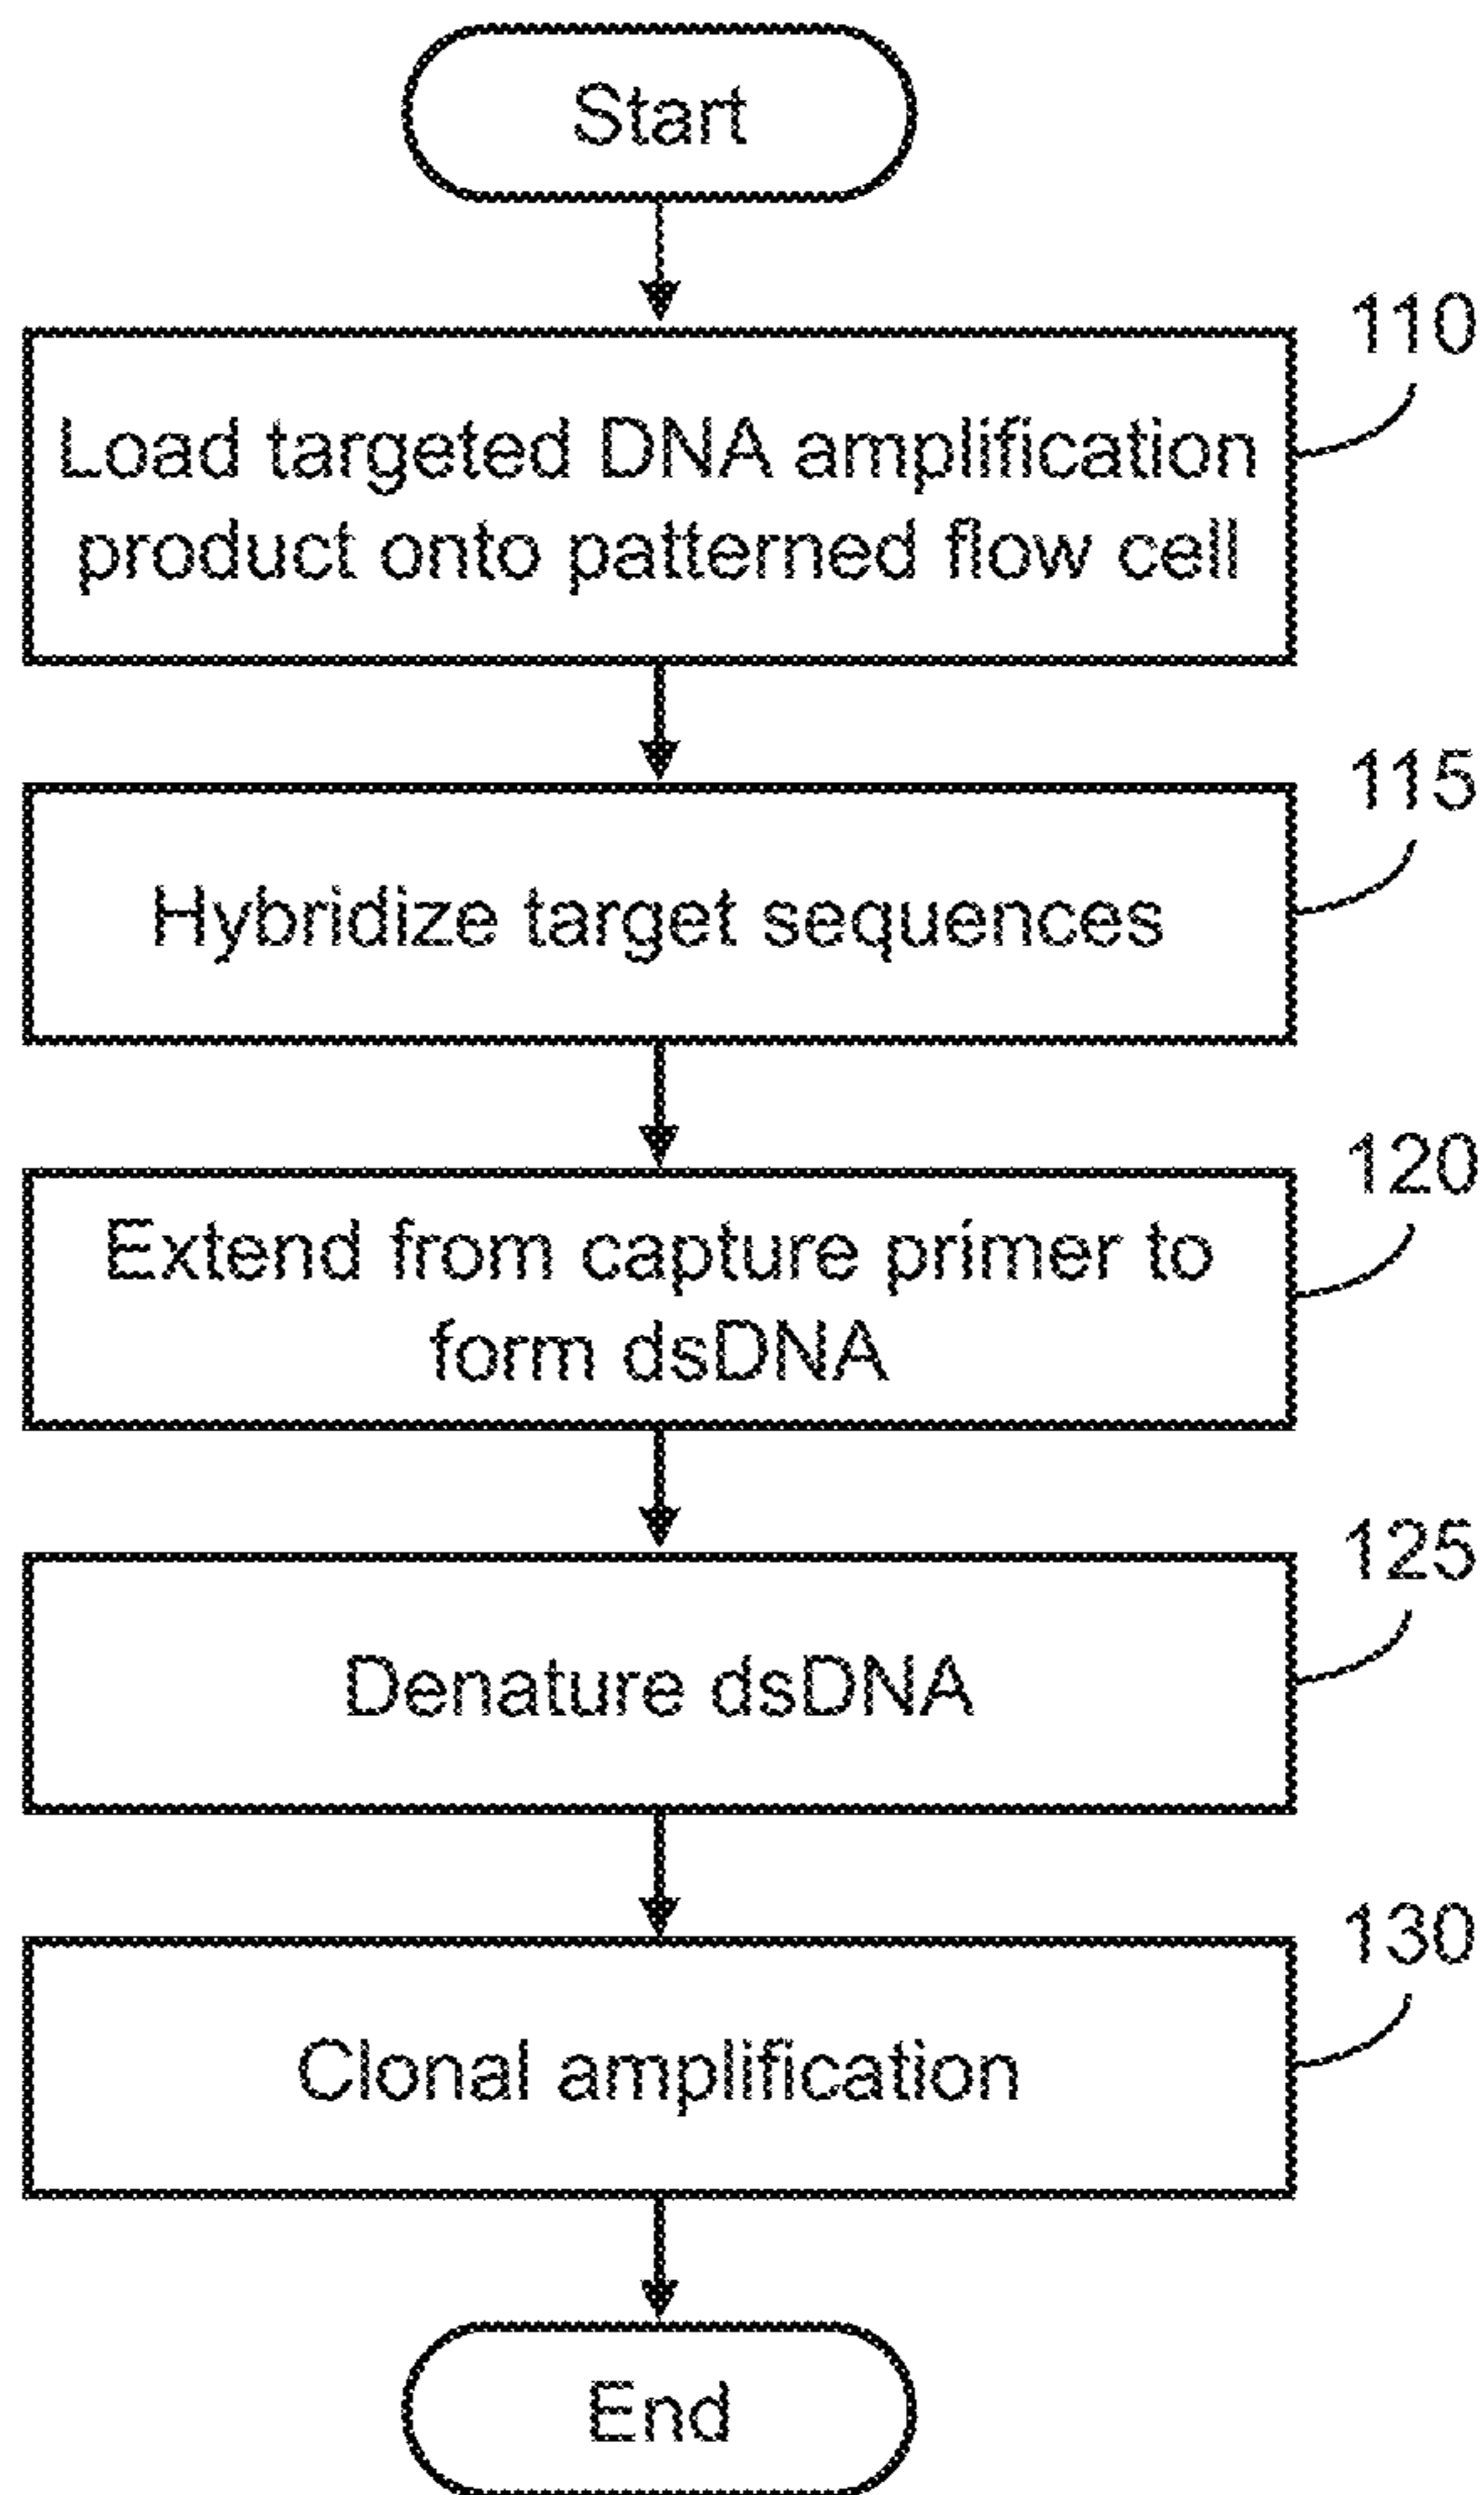 Start
110
Load targeted DNA amplification
product onto patterned flow cell
115
Hybridize target sequences
120
Extend from capture primer to
form dsDNA
125
Denature dsDNA
130
Clonal amplification
End